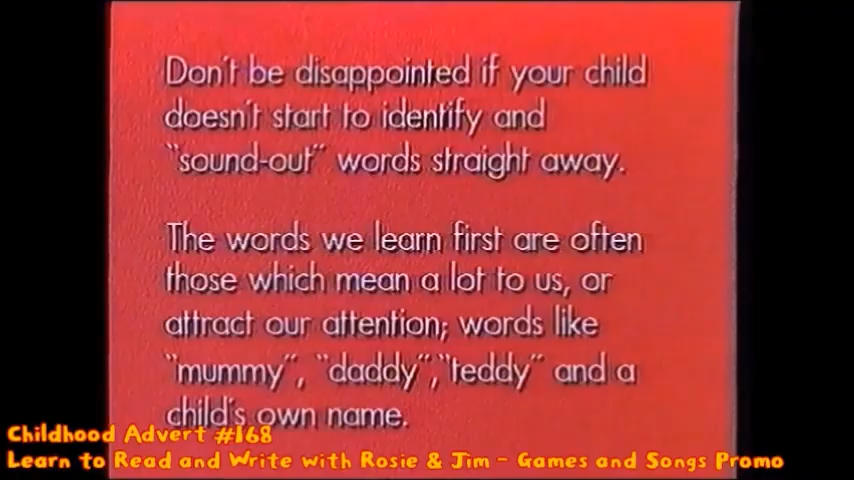 Don't be disappointed if your child
doesn't start to identify and
"sound-out" words straight away.
The words we learn first are often
those which mean a lot to us, or
attract our attention; words like
"mummy", "daddy","teddy" and a
child's own name.
Childhood Advert #168
Learn to Read and Write with Rosie & Jim - Games and Songs Promo